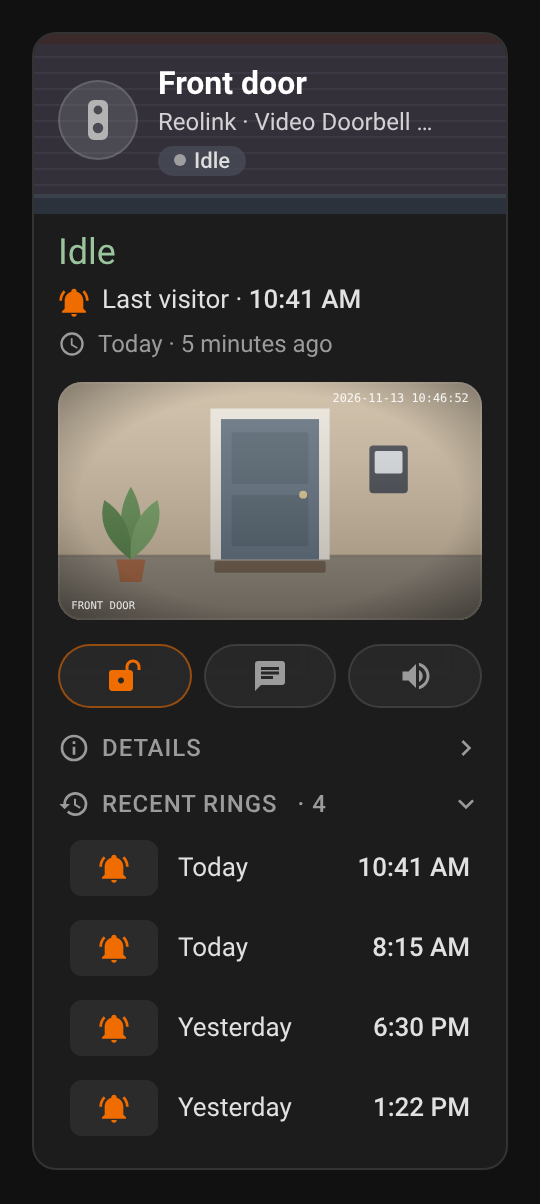 Front door
Reolink · Video Doorbell ...
Idle
Idle
Last visitor · 10:41 AM
Today · 5 minutes ago
2026-11-13 10:46:52
FRONT DOOR
DETAILS
RECENT RINGS · 4
Today 10:41 AM
Today 8:15 AM
Yesterday 6:30 PM
Yesterday 1:22 PM